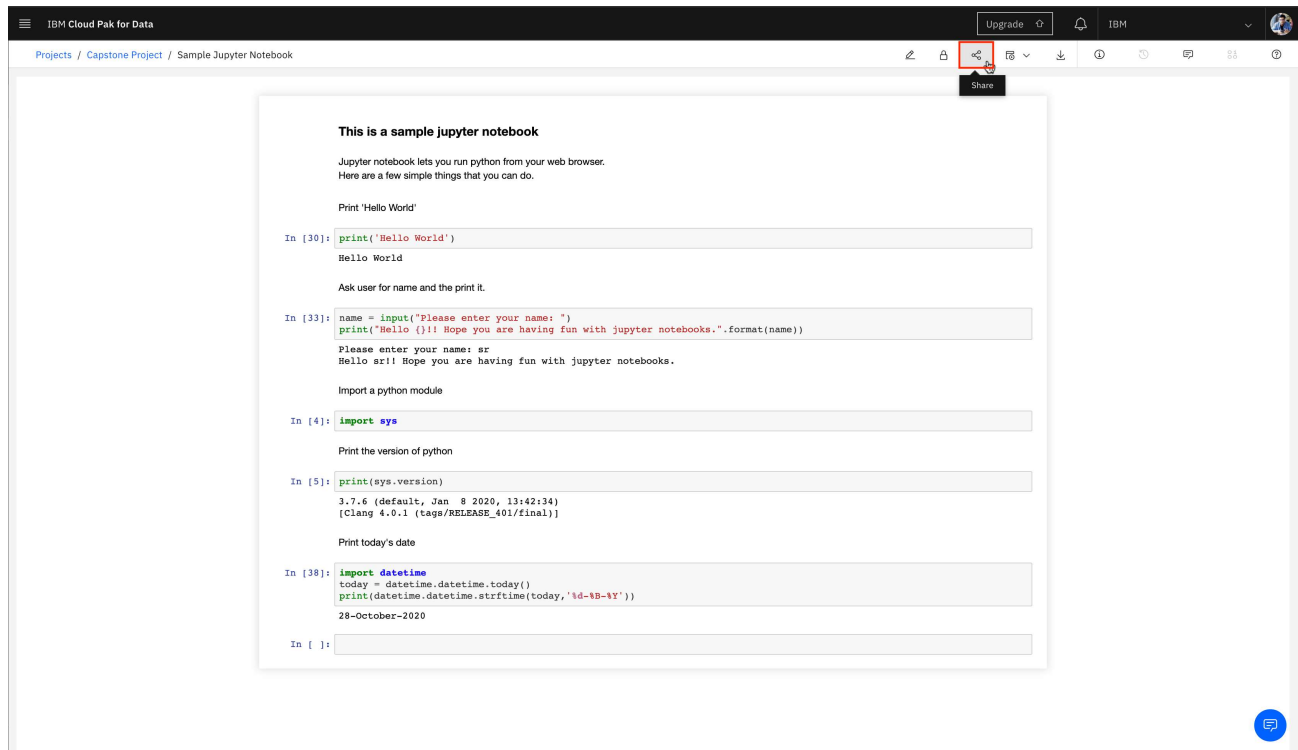 IBM Cloud Pak for Data
Upgrade
IBM
Projects / Capstone Project / Sample Jupyter Notebook
Share
This is a sample jupyter notebook
Jupyter notebook lets you run python from your web browser.
Here are a few simple things that you can do.
Print 'Hello World'
In [30]: print('Hello World')
Hello World
Ask user for name and the print it.
In [33]: name = input("Please enter your name: ")
print("Hello {}!! Hope you are having fun with jupyter notebooks.".format(name))
Please enter your name: sr
Hello sr!! Hope you are having fun with jupyter notebooks.
Import a python module
In [4]: import sys
Print the version of python
In [5]: print(sys.version)
3.7.6 (default, Jan  8 2020, 13:42:34)
[Clang 4.0.1 (tags/RELEASE_401/final)]
Print today's date
In [38]: import datetime
today = datetime.datetime.today()
print(datetime.datetime.strftime(today,'%d-%B-%Y'))
28-October-2020
In [ ]: